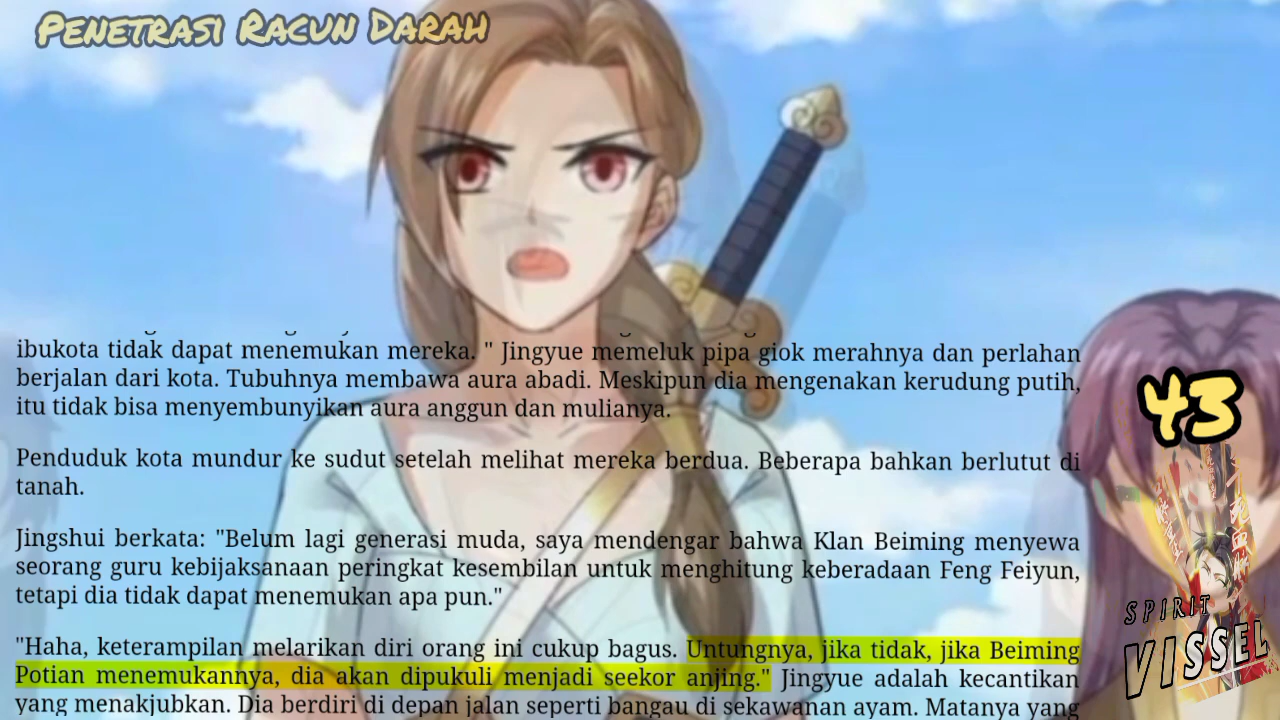 Penetrasi Racun Darah
ibukota tidak dapat menemukan mereka. " Jingyue memeluk pipa giok merahnya dan perlahan
berjalan dari kota. Tubuhnya membawa aura abadi. Meskipun dia mengenakan kerudung putih,
itu tidak bisa menyembunyikan aura anggun dan mulianya.
Penduduk kota mundur ke sudut setelah melihat mereka berdua. Beberapa bahkan berlutut di
tanah.
Jingshui berkata: "Belum lagi generasi muda, saya mendengar bahwa Klan Beiming menyewa
seorang guru kebijaksanaan peringkat kesembilan untuk menghitung keberadaan Feng Feiyun,
tetapi dia tidak dapat menemukan apa pun."
"Haha, keterampilan melarikan diri orang ini cukup bagus. Untungnya, jika tidak, jika Beiming
Potian menemukannya, dia akan dipukuli menjadi seekor anjing." Jingyue adalah kecantikan
yang menakjubkan. Dia berdiri di depan jalan seperti bangau di sekawanan ayam. Matanya yang
43
SPIRIT
VISSEL